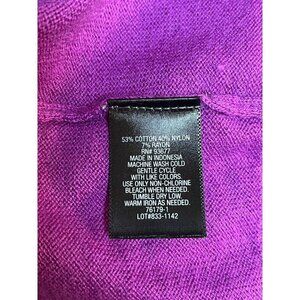 53% COTTON 40% NYLON
7% RAYON
RN# 93677
MADE IN INDONESIA
MACHINE WASH COLD
GENTLE CYCLE
WITH LIKE COLORS.
USE ONLY NON-CHLORINE
BLEACH WHEN NEEDED.
TUMBLE DRY LOW.
WARM IRON AS NEEDED.
76179-1
LOT#833-1142